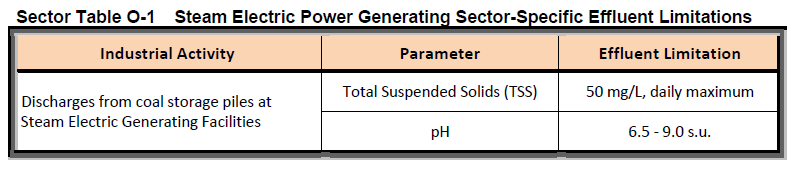 Sector Table O-1    Steam Electric Power Generating Sector-Specific Effluent Limitations
Industrial Activity    Parameter    Effluent Limitation
Discharges from coal storage piles at
Steam Electric Generating Facilities
Total Suspended Solids (TSS)    50 mg/L, daily maximum
pH    6.5 - 9.0 s.u.